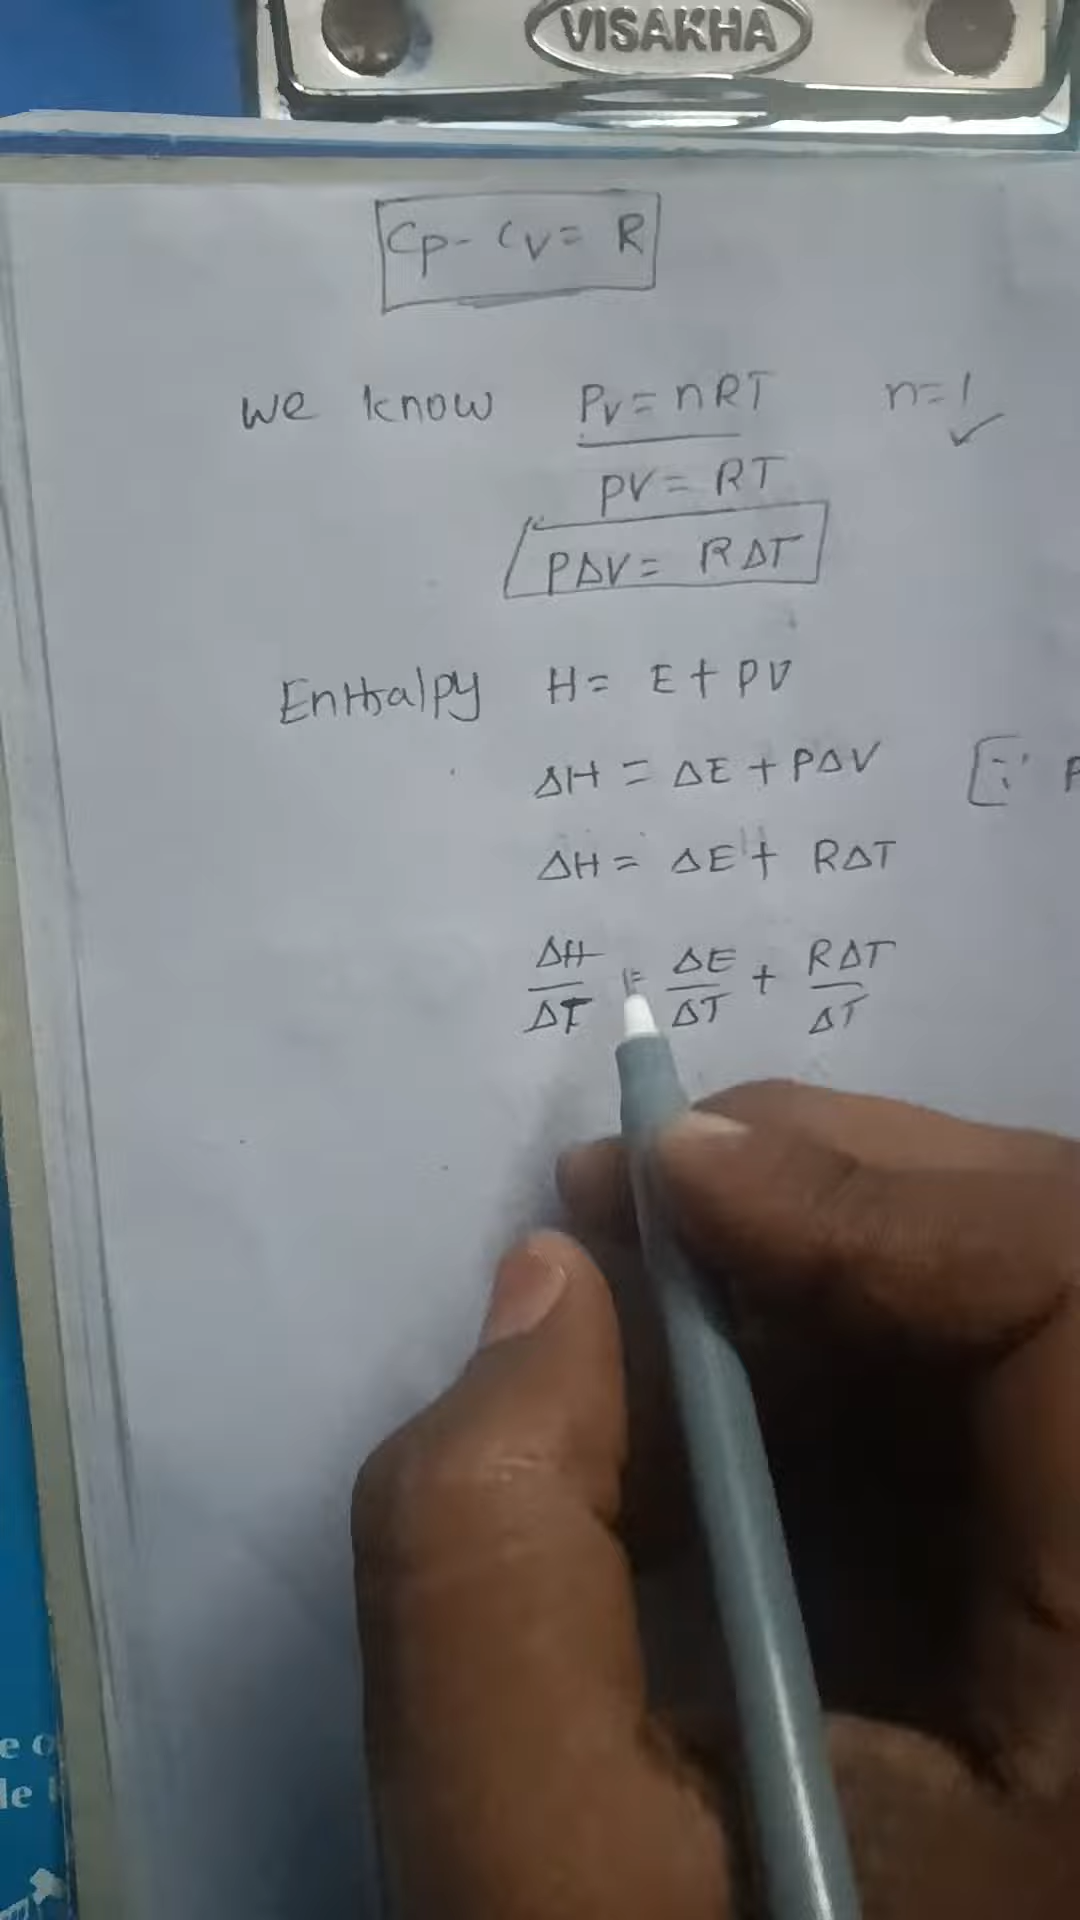 VISAKHA
Cp - Cv = R
We know PV = nRT n=1 ✓
PV = RT
PΔV = RΔT
Enthalpy H = E + PV
ΔH = ΔE + PΔV [∵ P
ΔH = ΔE + RΔT
ΔH/ΔT = ΔE/ΔT + RΔT/ΔT